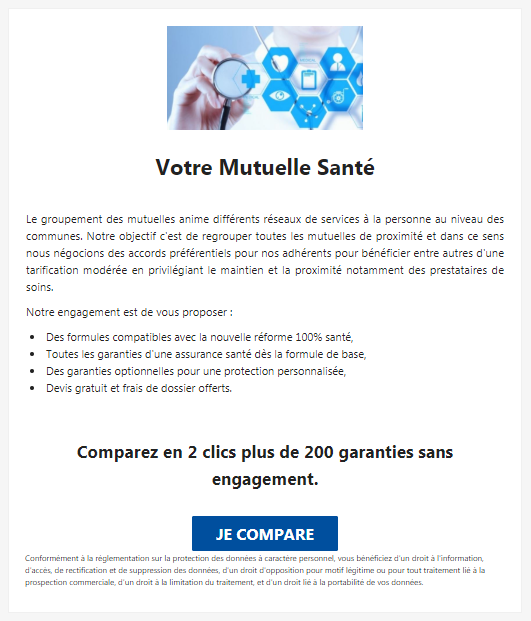 Votre Mutuelle Santé
Le groupement des mutuelles anime différents réseaux de services à la personne au niveau des
communes. Notre objectif c'est de regrouper toutes les mutuelles de proximité et dans ce sens
nous négocions des accords préférentiels pour nos adhérents pour bénéficier entre autres d'une
tarification modérée en privilégiant le maintien et la proximité notamment des prestataires de
soins.
Notre engagement est de vous proposer :
• Des formules compatibles avec la nouvelle réforme 100% santé,
• Toutes les garanties d'une assurance santé dès la formule de base,
• Des garanties optionnelles pour une protection personnalisée,
• Devis gratuit et frais de dossier offerts.
Comparez en 2 clics plus de 200 garanties sans
engagement.
JE COMPARE
Conformément à la réglementation sur la protection des données à caractère personnel, vous bénéficiez d'un droit à l'information,
d'accès, de rectification et de suppression des données, d'un droit d'opposition pour motif légitime ou pour tout traitement lié à la
prospection commerciale, d'un droit à la limitation du traitement, et d'un droit lié à la portabilité de vos données.